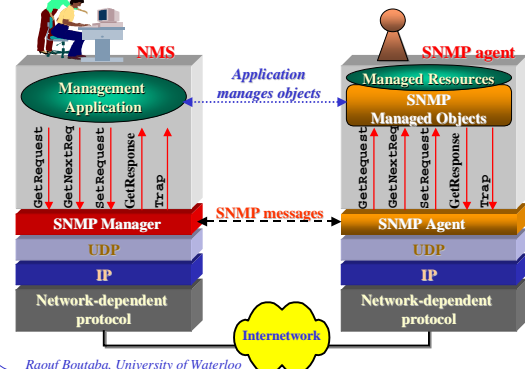 NMS
SNMP agent
Application
manages objects
Management
Application
Managed Resources
SNMP
Managed Objects
GetRequest
GetNextReq
SetRequest
GetResponse
Trap
GetRequest
GetNextReQ
SetRequest
GetResponse
Trap
SNMP Manager
SNMP messages
SNMP Agent
UDP
UDP
IP
IP
Network-dependent
protocol
Network-dependent
protocol
Internetwork
Raouf Boutaba, University of Waterloo